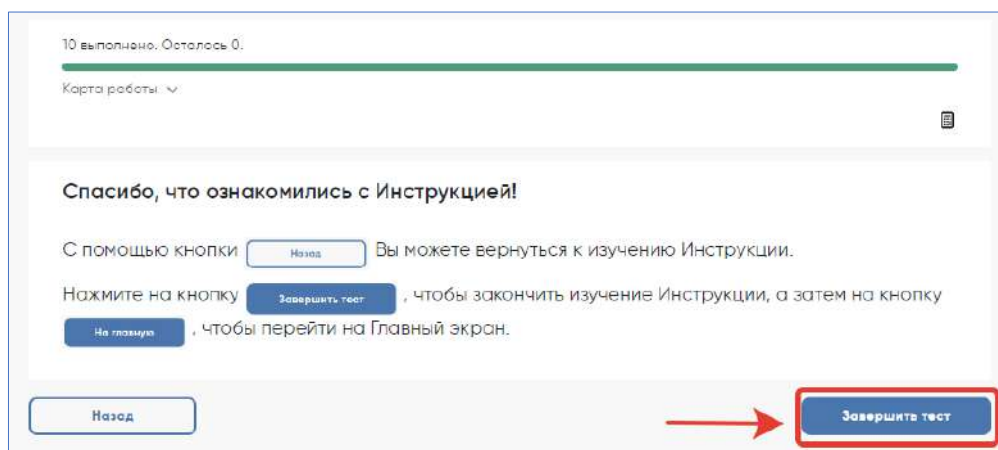 10 выполнено. Осталось 0.
Карта работы
Спасибо, что ознакомились с Инструкцией!
С помощью кнопки Назад Вы можете вернуться к изучению Инструкции.
Нажмите на кнопку Завершить тест , чтобы закончить изучение Инструкции, а затем на кнопку
На главную , чтобы перейти на Главный экран.
Назад Завершить тест